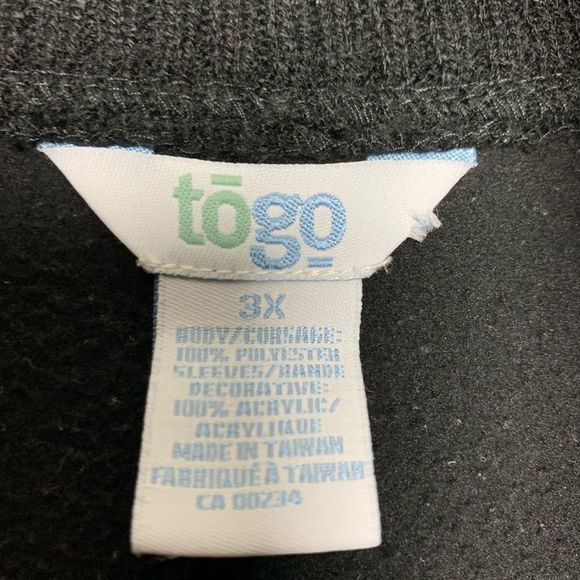 tōgo
3X
BODY/CORSAGE:
100% POLYESTER
SLEEVES/BANDE
DECORATIVE:
100% ACRYLIC/
ACRYLIQUE
MADE IN TAIWAN
FABRIQUÉ À TAIWAN
CA 00234